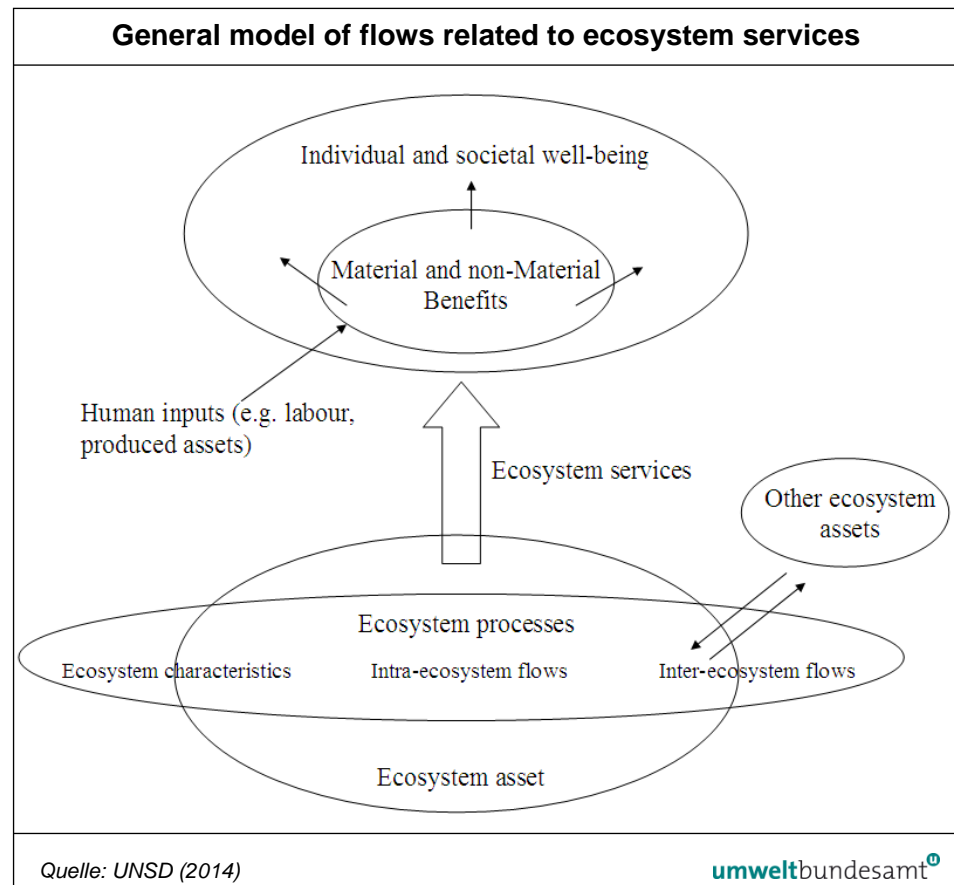 General model of flows related to ecosystem services
Individual and societal well-being
Material and non-Material
Benefits
Human inputs (e.g. labour,
produced assets)
Ecosystem services
Other ecosystem
assets
Ecosystem processes
Ecosystem characteristics
Intra-ecosystem flows
Inter-ecosystem flows
Ecosystem asset
Quelle: UNSD (2014)
umweltbundesamt u